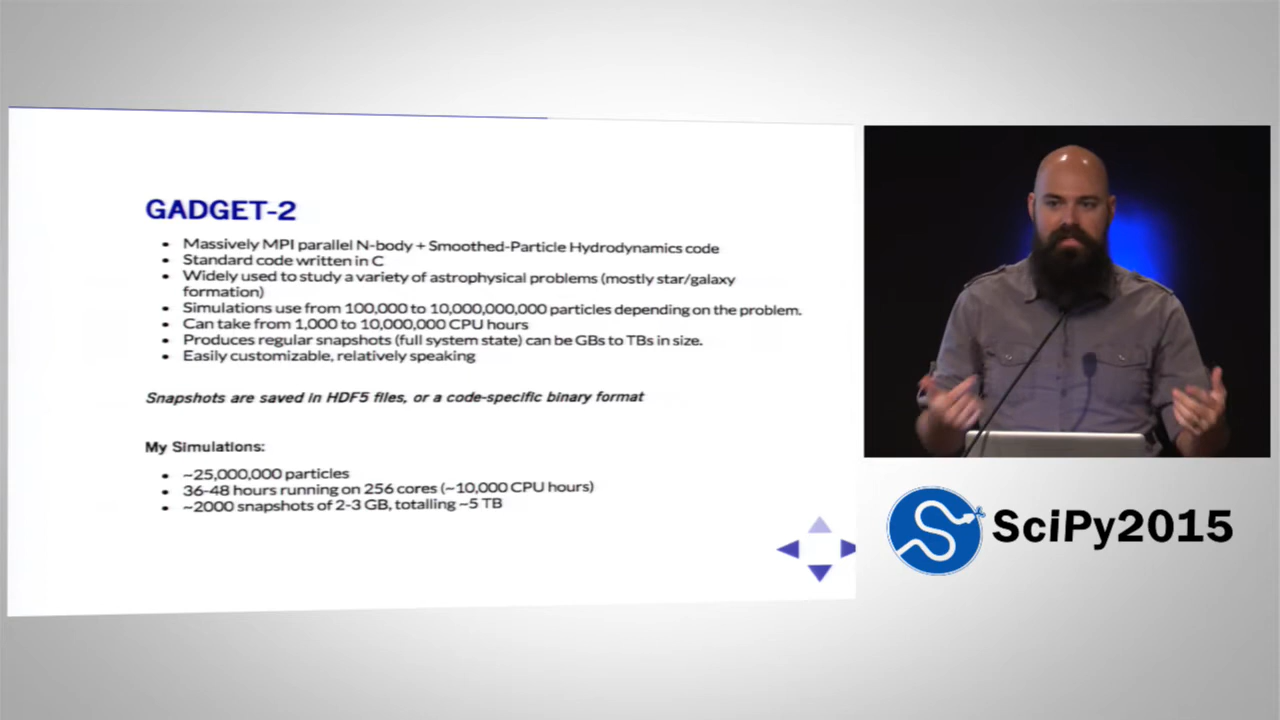 GADGET-2
• Massively MPI parallel N-body + Smoothed-Particle Hydrodynamics code
• Standard code written in C
• Widely used to study a variety of astrophysical problems (mostly star/galaxy
formation)
• Simulations use from 100,000 to 10,000,000,000 particles depending on the problem.
• Can take from 1,000 to 10,000,000 CPU hours
• Produces regular snapshots (full system state) can be GBs to TBs in size.
• Easily customizable, relatively speaking
Snapshots are saved in HDF5 files, or a code-specific binary format
My Simulations:
• ~25,000,000 particles
• 36-48 hours running on 256 cores (~10,000 CPU hours)
• ~2000 snapshots of 2-3 GB, totalling ~5 TB
SciPy2015